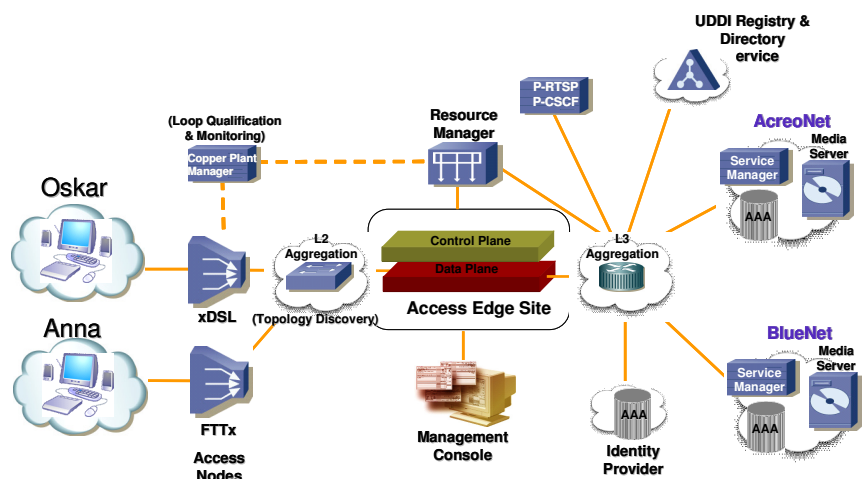 UDDI Registry &
Directory
ervice
P-RTSP
P-CSCF
(Loop Qualification
& Monitoring)
Resource
Manager
AcreoNet
Copper Plant
Manager
Service
Manager
Media
Server
AAA
Oskar
L2
Aggregation
Control Plane
Data Plane
L3
Aggregation
Access Edge Site
xDSL
(Topology Discovery)
Anna
BlueNet
Service
Manager
Media
Server
AAA
FTTx
Management
Console
AAA
Identity
Provider
Access
Nodes